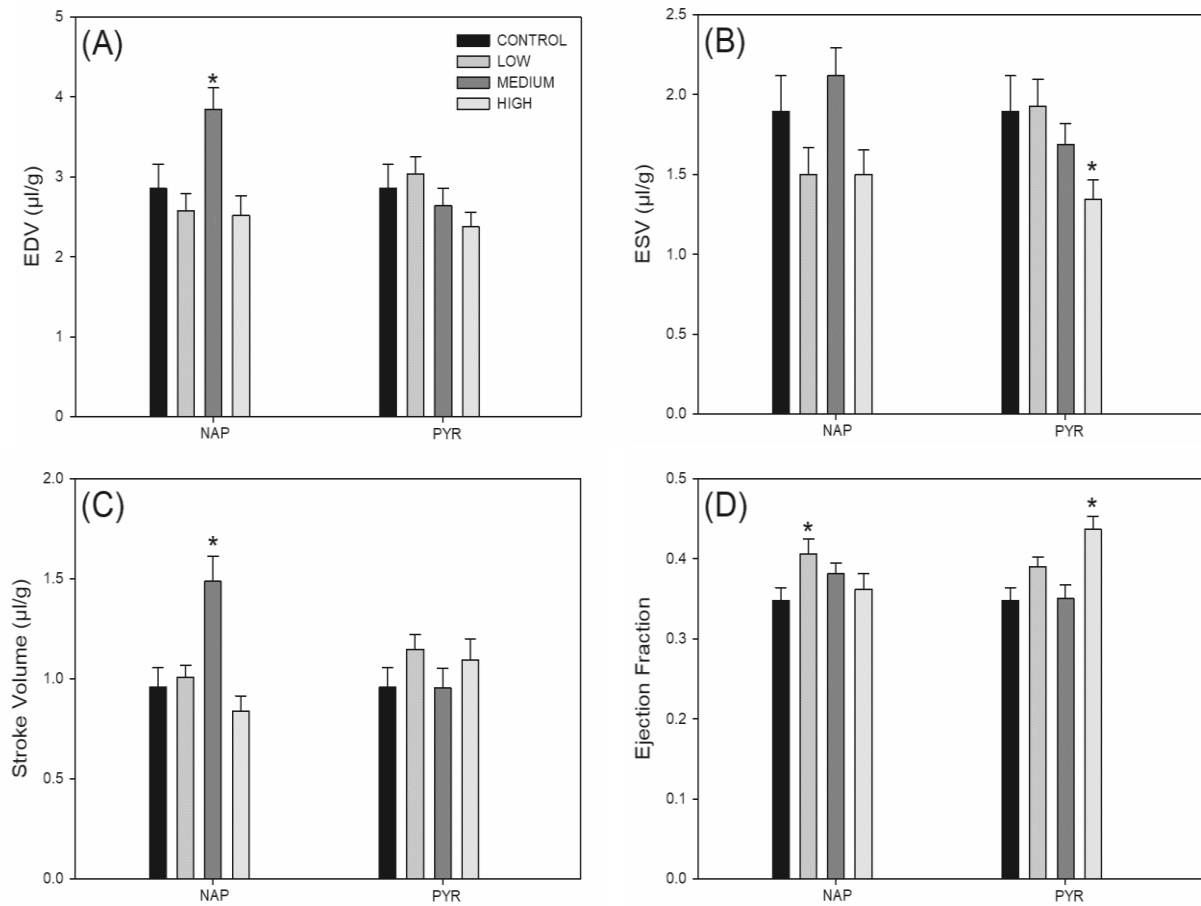 (A)
EDV (µl/g)
5
4
3
2
1
0
*
CONTROL
LOW
MEDIUM
HIGH
NAP
PYR
(B)
ESV (µl/g)
2.5
2.0
1.5
1.0
0.5
0.0
*
NAP
PYR
(C)
Stroke Volume (µl/g)
2.0
1.5
1.0
0.5
0.0
*
NAP
PYR
(D)
Ejection Fraction
0.5
0.4
0.3
0.2
0.1
0.0
*
*
NAP
PYR